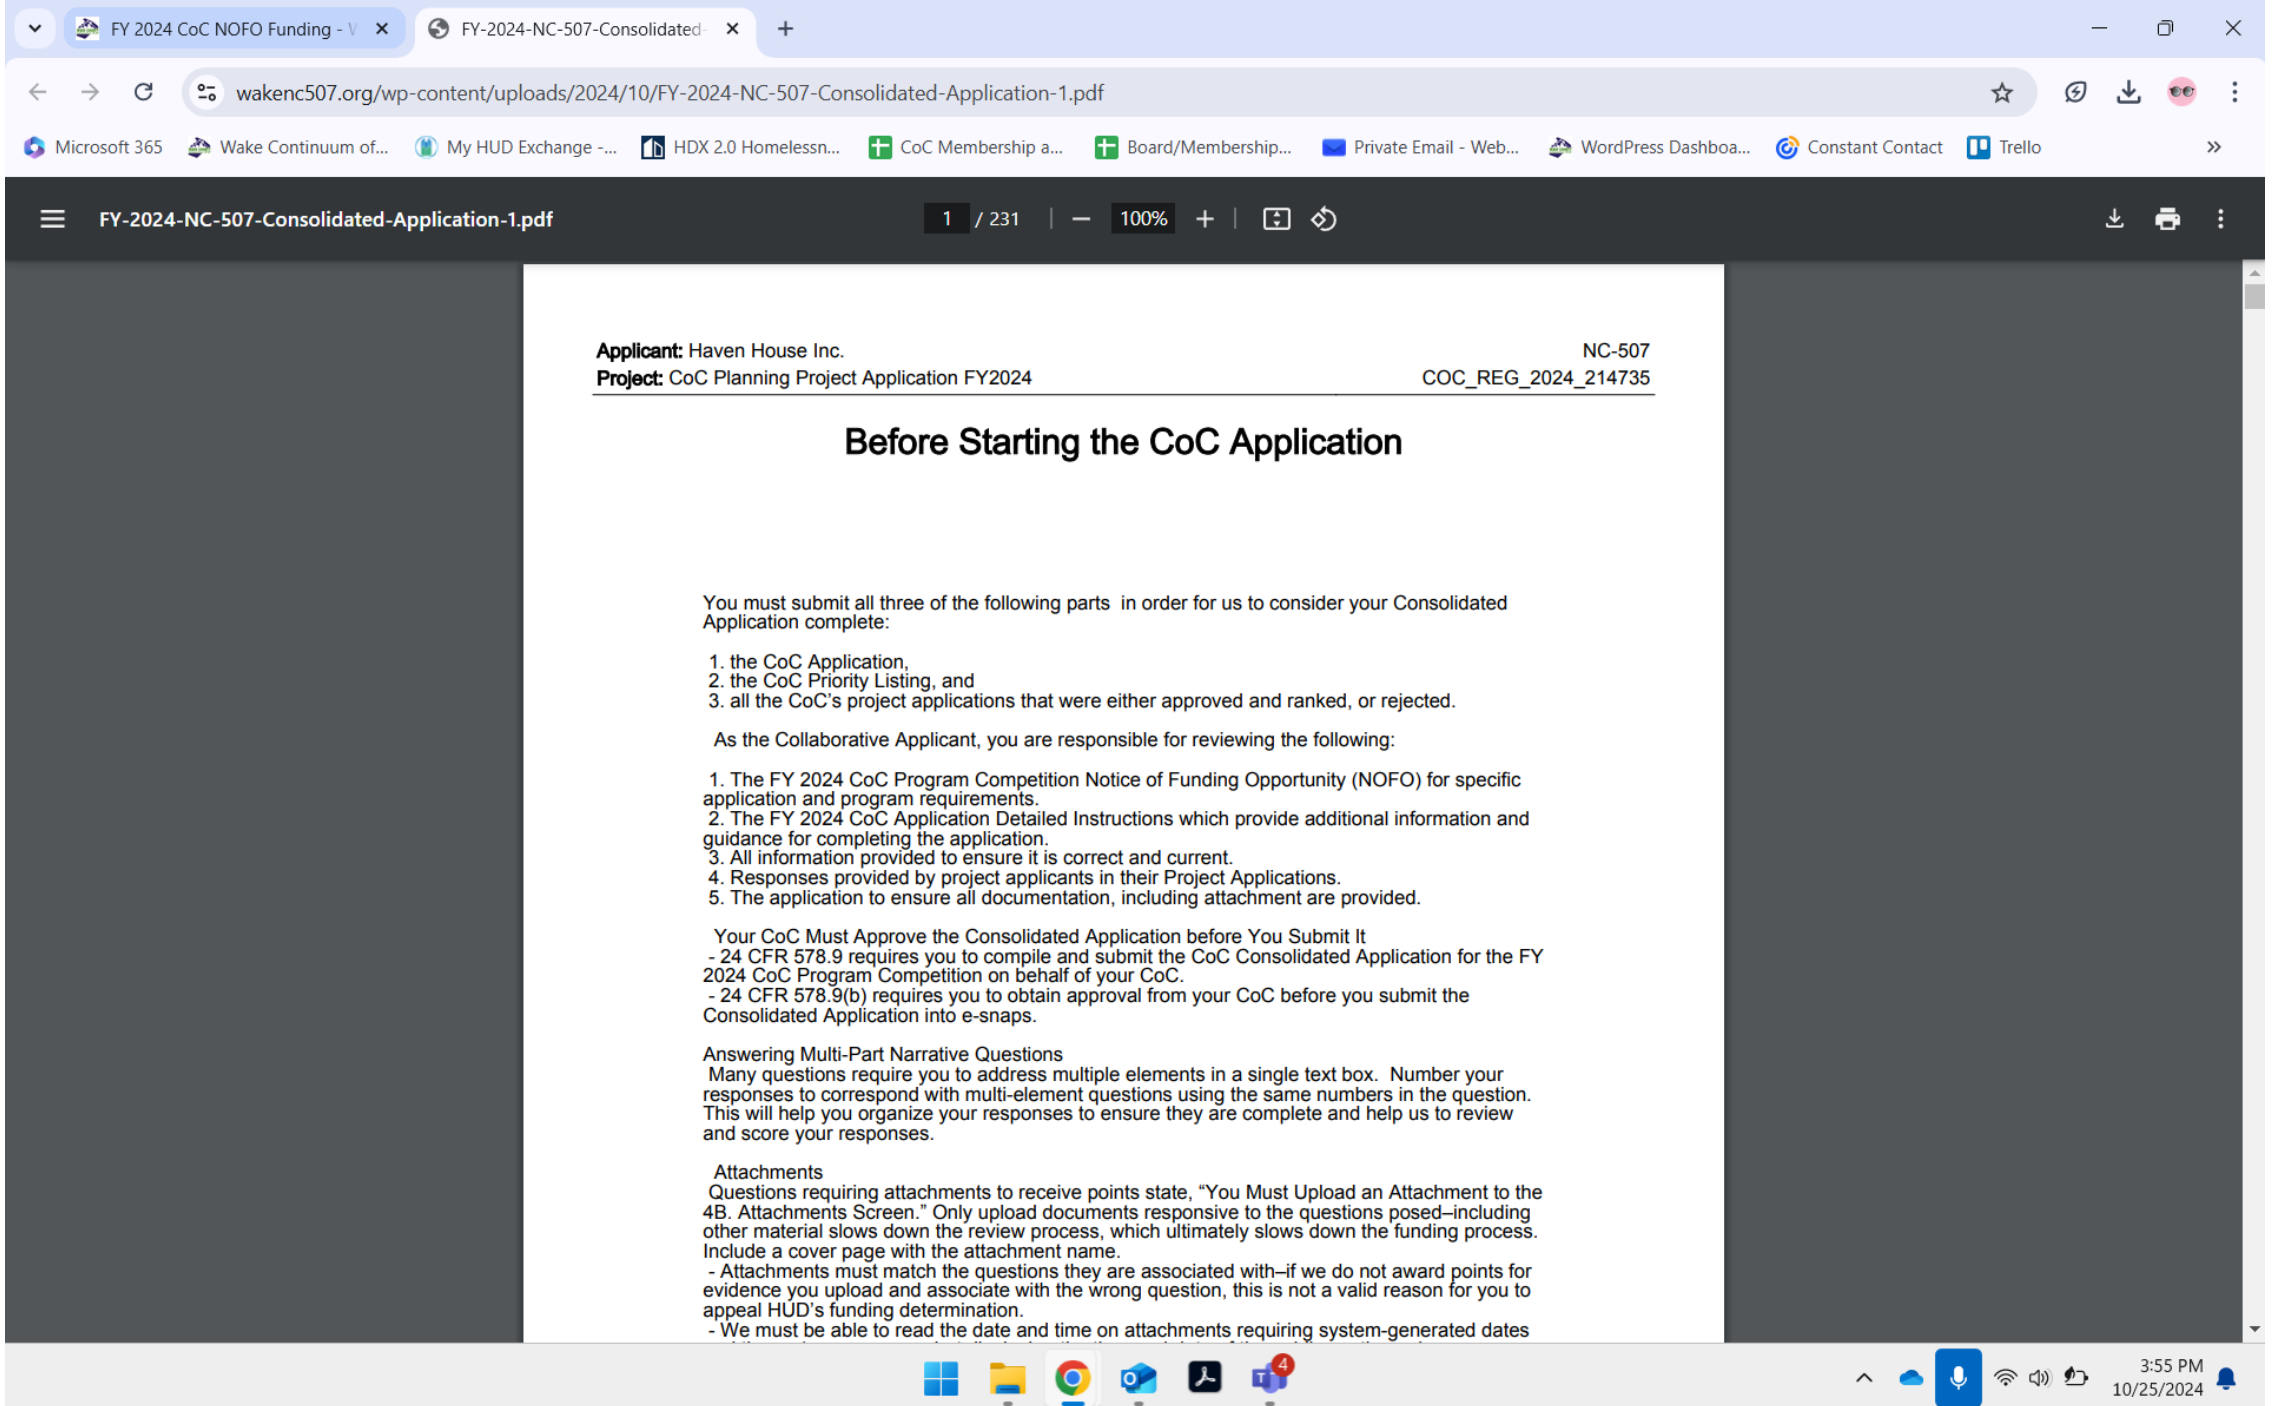 FY 2024 CoC NOFO Funding - W
FY-2024-NC-507-Consolidated-
wakenc507.org/wp-content/uploads/2024/10/FY-2024-NC-507-Consolidated-Application-1.pdf
Microsoft 365
Wake Continuum of...
My HUD Exchange -...
HDX 2.0 Homelessn...
CoC Membership a...
Board/Membership...
Private Email - Web...
WordPress Dashboa...
Constant Contact
Trello
FY-2024-NC-507-Consolidated-Application-1.pdf
1 / 231
100%
Applicant: Haven House Inc. NC-507
Project: CoC Planning Project Application FY2024 COC_REG_2024_214735
Before Starting the CoC Application
You must submit all three of the following parts in order for us to consider your Consolidated
Application complete:
1. the CoC Application,
2. the CoC Priority Listing, and
3. all the CoC's project applications that were either approved and ranked, or rejected.
As the Collaborative Applicant, you are responsible for reviewing the following:
1. The FY 2024 CoC Program Competition Notice of Funding Opportunity (NOFO) for specific
application and program requirements.
2. The FY 2024 CoC Application Detailed Instructions which provide additional information and
guidance for completing the application.
3. All information provided to ensure it is correct and current.
4. Responses provided by project applicants in their Project Applications.
5. The application to ensure all documentation, including attachment are provided.
Your CoC Must Approve the Consolidated Application before You Submit It
- 24 CFR 578.9 requires you to compile and submit the CoC Consolidated Application for the FY
2024 CoC Program Competition on behalf of your CoC.
- 24 CFR 578.9(b) requires you to obtain approval from your CoC before you submit the
Consolidated Application into e-snaps.
Answering Multi-Part Narrative Questions
Many questions require you to address multiple elements in a single text box. Number your
responses to correspond with multi-element questions using the same numbers in the question.
This will help you organize your responses to ensure they are complete and help us to review
and score your responses.
Attachments
Questions requiring attachments to receive points state, “You Must Upload an Attachment to the
4B. Attachments Screen.” Only upload documents responsive to the questions posed–including
other material slows down the review process, which ultimately slows down the funding process.
Include a cover page with the attachment name.
- Attachments must match the questions they are associated with–if we do not award points for
evidence you upload and associate with the wrong question, this is not a valid reason for you to
appeal HUD’s funding determination.
- We must be able to read the date and time on attachments requiring system-generated dates
4
3:55 PM
10/25/2024